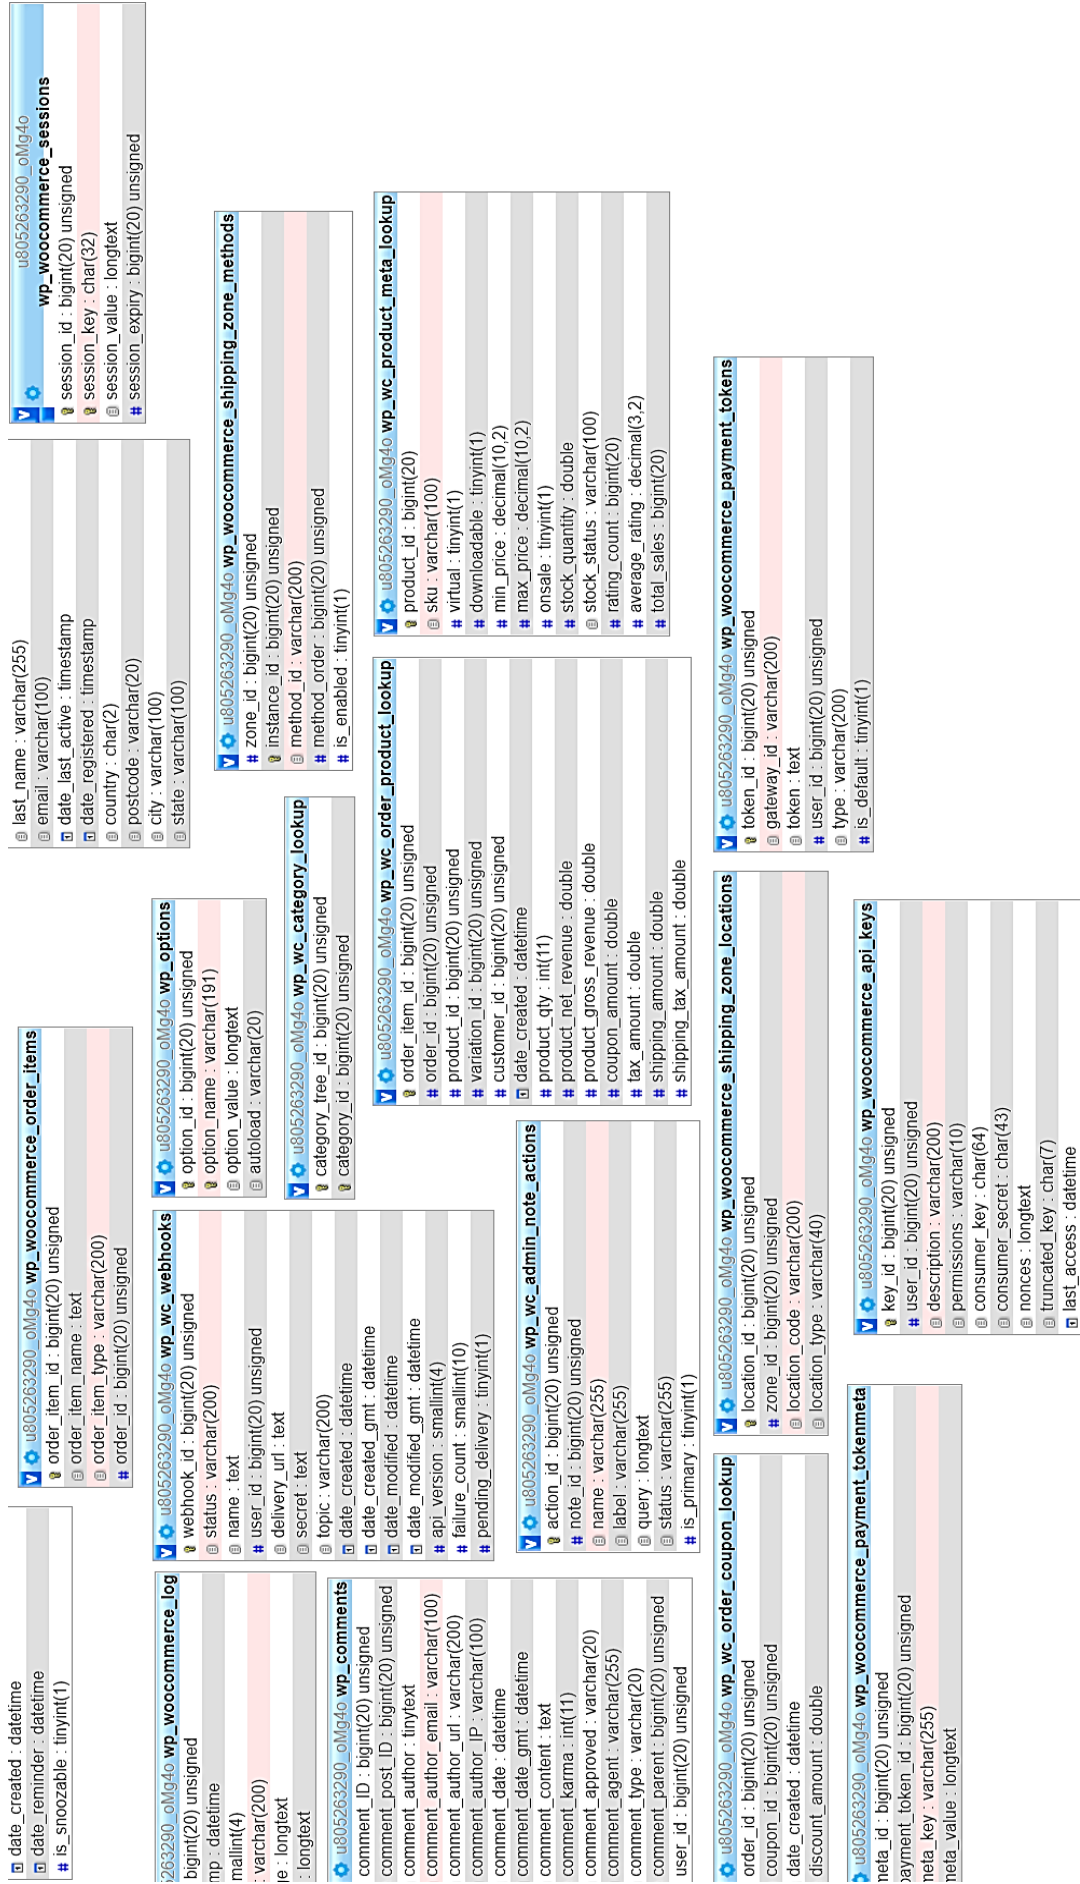 date_created : datetime
date_reminder : datetime
is_snoozable : tinyint(1)
u805263290_oMg4o wp_woocommerce_order_items
order_item_id : bigint(20) unsigned
order_item_name : text
order_item_type : varchar(200)
order_id : bigint(20) unsigned
last_name : varchar(255)
email : varchar(100)
date_last_active : timestamp
date_registered : timestamp
country : char(2)
postcode : varchar(20)
city : varchar(100)
state : varchar(100)
u805263290_oMg4o
wp_woocommerce_sessions
session_id : bigint(20) unsigned
session_key : char(32)
session_value : longtext
session_expiry : bigint(20) unsigned
5263290_oMg4o wp_woocommerce_log
bigint(20) unsigned
mp : datetime
mallint(4)
varchar(200)
ge : longtext
: longtext
u805263290_oMg4o wp_wc_webhooks
webhook_id : bigint(20) unsigned
status : varchar(200)
name : text
user_id : bigint(20) unsigned
delivery_url : text
secret : text
topic : varchar(200)
date_created : datetime
date_created_gmt : datetime
date_modified : datetime
date_modified_gmt : datetime
api_version : smallint(4)
failure_count : smallint(10)
pending_delivery : tinyint(1)
u805263290_oMg4o wp_options
option_id : bigint(20) unsigned
option_name : varchar(191)
option_value : longtext
autoload : varchar(20)
u805263290_oMg4o wp_wc_category_lookup
category_tree_id : bigint(20) unsigned
category_id : bigint(20) unsigned
u805263290_oMg4o wp_woocommerce_shipping_zone_methods
zone_id : bigint(20) unsigned
instance_id : bigint(20) unsigned
method_id : varchar(200)
method_order : bigint(20) unsigned
is_enabled : tinyint(1)
u805263290_oMg4o wp_comments
comment_ID : bigint(20) unsigned
comment_post_ID : bigint(20) unsigned
comment_author : tinytext
comment_author_email : varchar(100)
comment_author_url : varchar(200)
comment_author_IP : varchar(100)
comment_date : datetime
comment_date_gmt : datetime
comment_content : text
comment_karma : int(11)
comment_approved : varchar(20)
comment_agent : varchar(255)
comment_type : varchar(20)
comment_parent : bigint(20) unsigned
user_id : bigint(20) unsigned
u805263290_oMg4o wp_wc_admin_note_actions
action_id : bigint(20) unsigned
note_id : bigint(20) unsigned
name : varchar(255)
label : varchar(255)
query : longtext
status : varchar(255)
is_primary : tinyint(1)
u805263290_oMg4o wp_wc_order_product_lookup
order_item_id : bigint(20) unsigned
order_id : bigint(20) unsigned
product_id : bigint(20) unsigned
variation_id : bigint(20) unsigned
customer_id : bigint(20) unsigned
date_created : datetime
product_qty : int(11)
product_net_revenue : double
product_gross_revenue : double
coupon_amount : double
tax_amount : double
shipping_amount : double
shipping_tax_amount : double
u805263290_oMg4o wp_wc_product_meta_lookup
product_id : bigint(20)
sku : varchar(100)
virtual : tinyint(1)
downloadable : tinyint(1)
min_price : decimal(10,2)
max_price : decimal(10,2)
onsale : tinyint(1)
stock_quantity : double
stock_status : varchar(100)
rating_count : bigint(20)
average_rating : decimal(3,2)
total_sales : bigint(20)
u805263290_oMg4o wp_wc_order_coupon_lookup
order_id : bigint(20) unsigned
coupon_id : bigint(20) unsigned
date_created : datetime
discount_amount : double
u805263290_oMg4o wp_woocommerce_shipping_zone_locations
location_id : bigint(20) unsigned
zone_id : bigint(20) unsigned
location_code : varchar(200)
location_type : varchar(40)
u805263290_oMg4o wp_woocommerce_payment_tokens
token_id : bigint(20) unsigned
gateway_id : varchar(200)
token : text
user_id : bigint(20) unsigned
type : varchar(200)
is_default : tinyint(1)
u805263290_oMg4o wp_woocommerce_payment_tokenmeta
meta_id : bigint(20) unsigned
payment_token_id : bigint(20) unsigned
meta_key : varchar(255)
meta_value : longtext
u805263290_oMg4o wp_woocommerce_api_keys
key_id : bigint(20) unsigned
user_id : bigint(20) unsigned
description : varchar(200)
permissions : varchar(10)
consumer_key : char(64)
consumer_secret : char(43)
nonces : longtext
truncated_key : char(7)
last_access : datetime